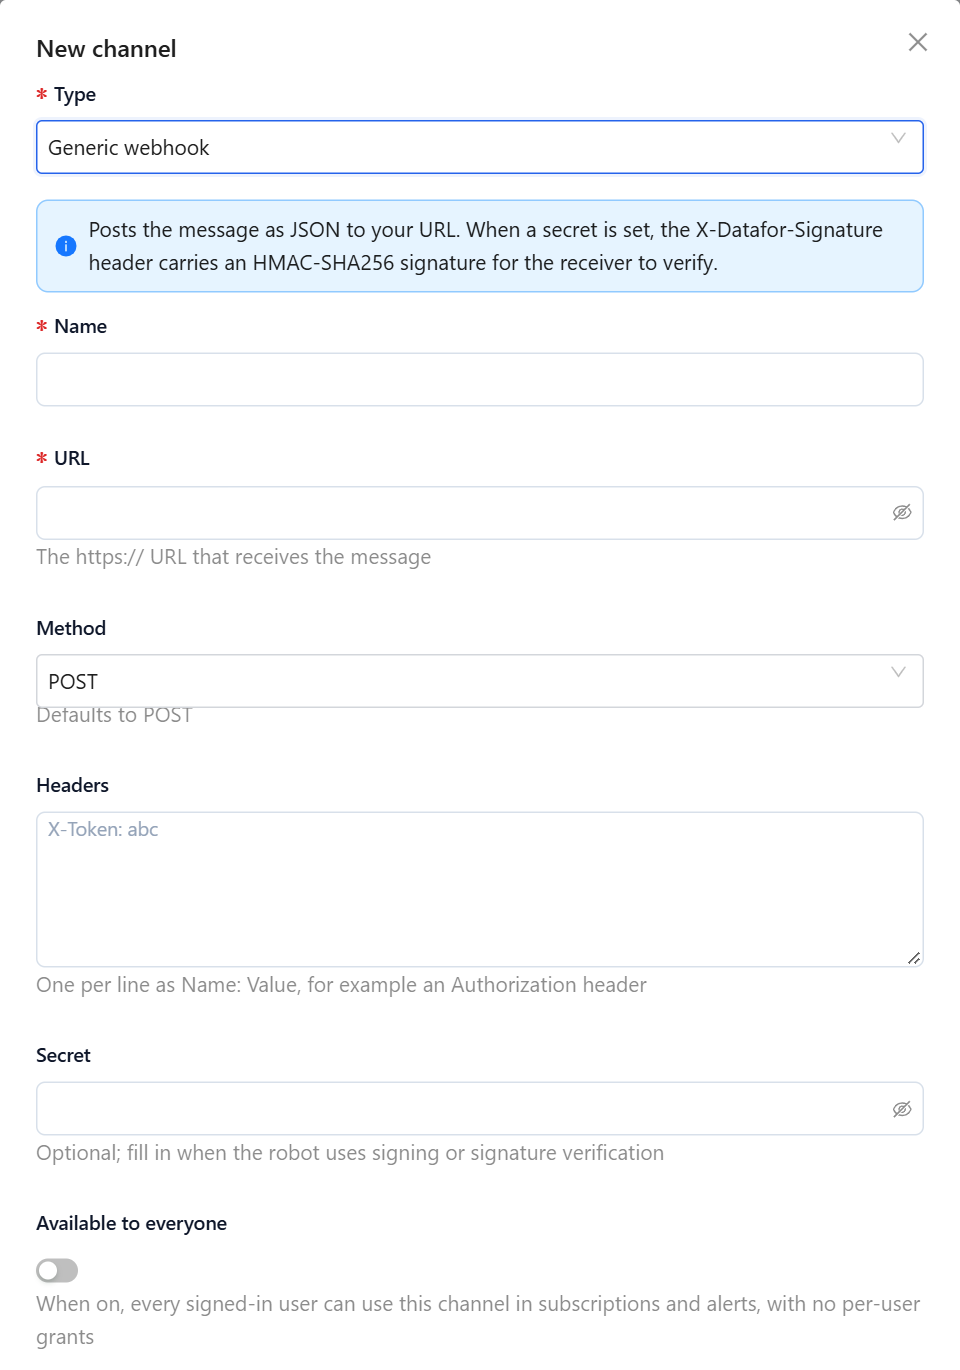 New channel
* Type
Generic webhook
Posts the message as JSON to your URL. When a secret is set, the X-Datafor-Signature
header carries an HMAC-SHA256 signature for the receiver to verify.
* Name
* URL
The https:// URL that receives the message
Method
POST
Defaults to POST
Headers
X-Token: abc
One per line as Name: Value, for example an Authorization header
Secret
Optional; fill in when the robot uses signing or signature verification
Available to everyone
When on, every signed-in user can use this channel in subscriptions and alerts, with no per-user
grants